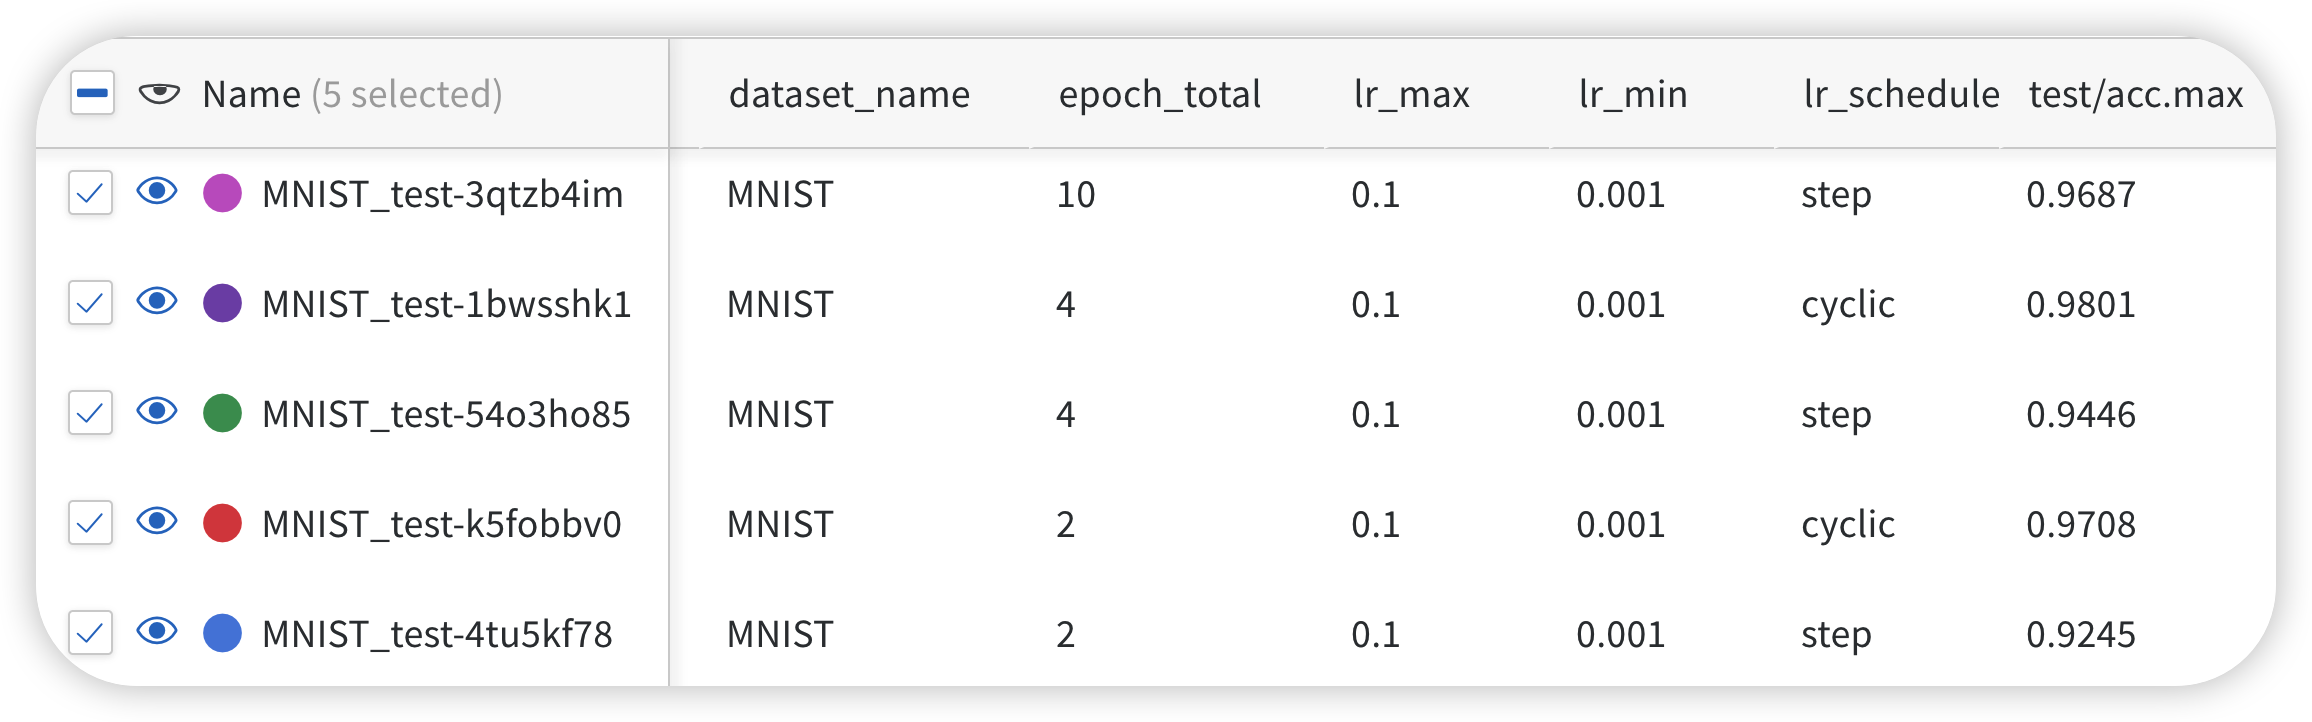 Name (5 selected) dataset_name epoch_total lr_max lr_min lr_schedule test/acc.max
MNIST_test-3qtzb4im MNIST 10 0.1 0.001 step 0.9687
MNIST_test-1bwsshk1 MNIST 4 0.1 0.001 cyclic 0.9801
MNIST_test-54o3ho85 MNIST 4 0.1 0.001 step 0.9446
MNIST_test-k5fobbv0 MNIST 2 0.1 0.001 cyclic 0.9708
MNIST_test-4tu5kf78 MNIST 2 0.1 0.001 step 0.9245